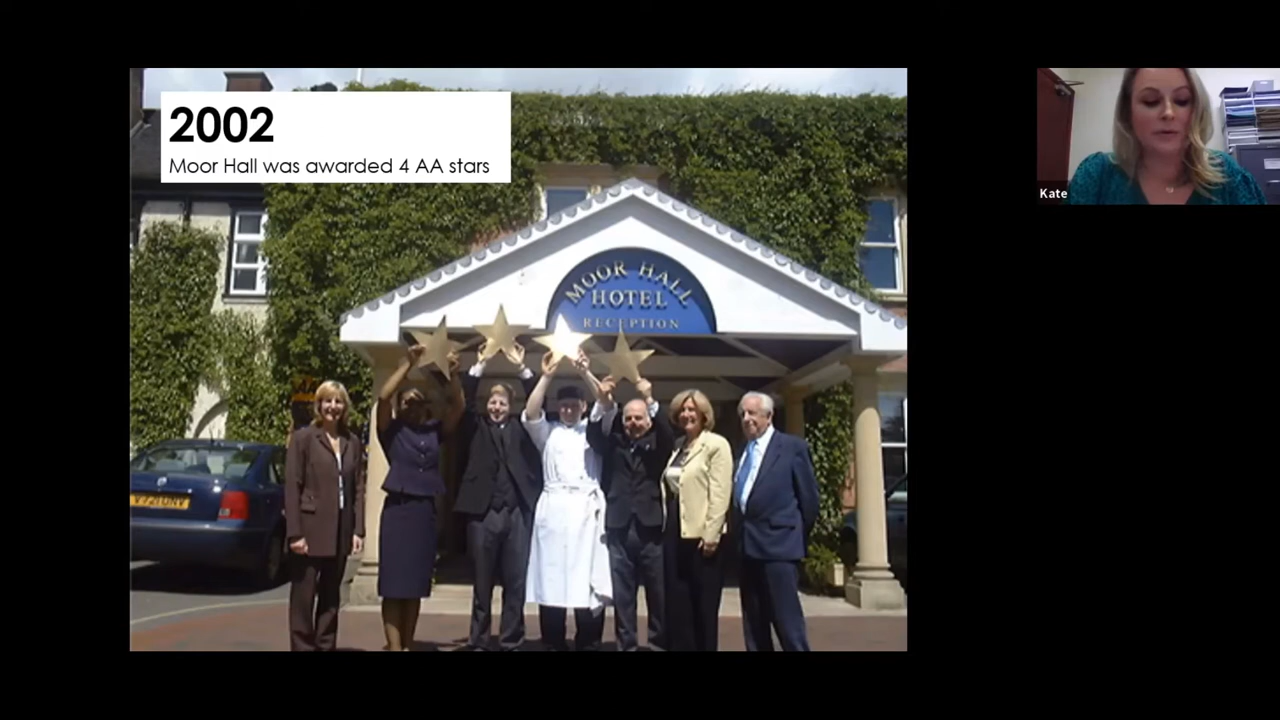 2002
Moor Hall was awarded 4 AA stars
MOOR HALL
HOTEL
RECEPTION
Kate